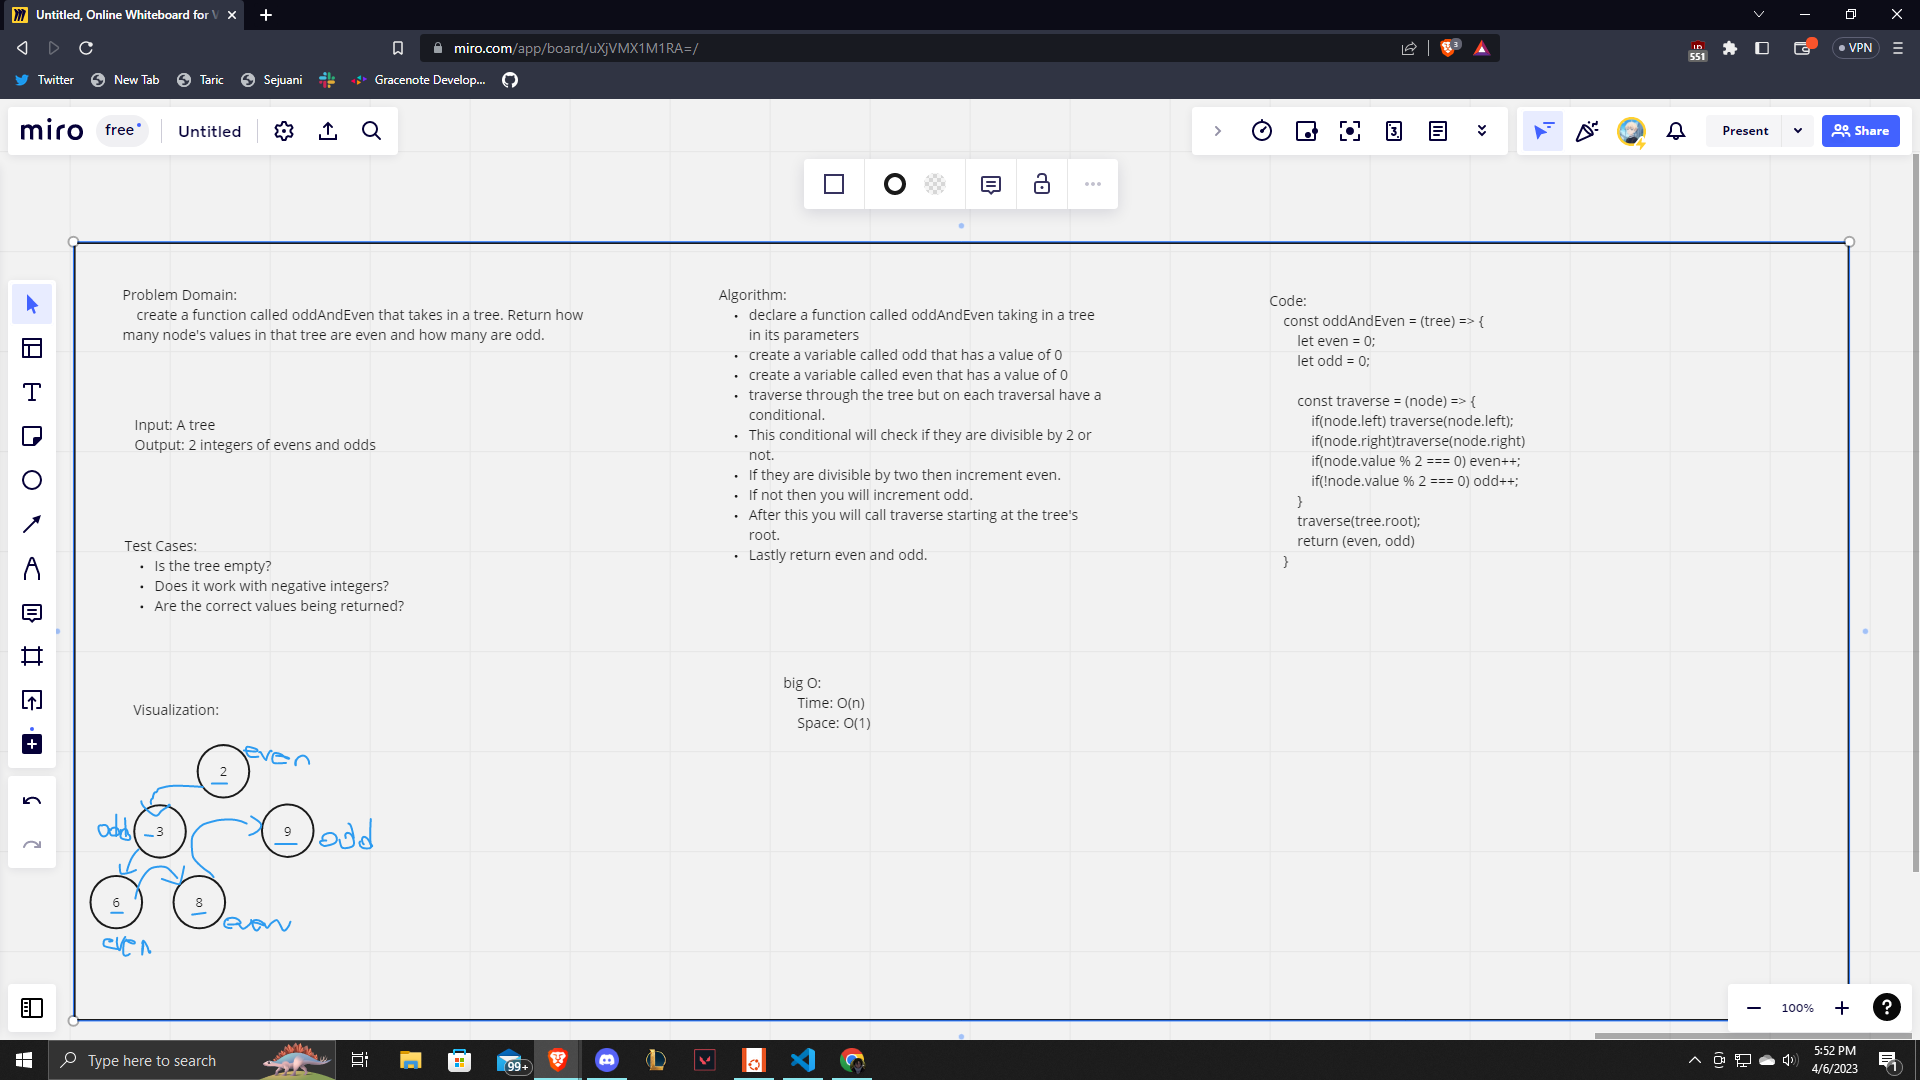 Untitled, Online Whiteboard for V
miro.com/app/board/uXjVMX1M1RA=/
3
551
VPN
Twitter
New Tab
Taric
Sejuani
Gracenote Develop...
miro
free
Untitled
3
Present
Share
Problem Domain:
create a function called oddAndEven that takes in a tree. Return how
many node's values in that tree are even and how many are odd.
Input: A tree
Output: 2 integers of evens and odds
Test Cases:
• Is the tree empty?
• Does it work with negative integers?
• Are the correct values being returned?
Visualization:
2
even
odd
3
9
odd
6
8
even
even
Algorithm:
• declare a function called oddAndEven taking in a tree
in its parameters
• create a variable called odd that has a value of 0
• create a variable called even that has a value of 0
• traverse through the tree but on each traversal have a
conditional.
• This conditional will check if they are divisible by 2 or
not.
• If they are divisible by two then increment even.
• If not then you will increment odd.
• After this you will call traverse starting at the tree's
root.
• Lastly return even and odd.
big O:
Time: O(n)
Space: O(1)
Code:
const oddAndEven = (tree) => {
let even = 0;
let odd = 0;
const traverse = (node) => {
if(node.left) traverse(node.left);
if(node.right)traverse(node.right)
if(node.value % 2 === 0) even++;
if(!node.value % 2 === 0) odd++;
}
traverse(tree.root);
return (even, odd)
}
100%
?
Type here to search
99+
5:52 PM
4/6/2023
1